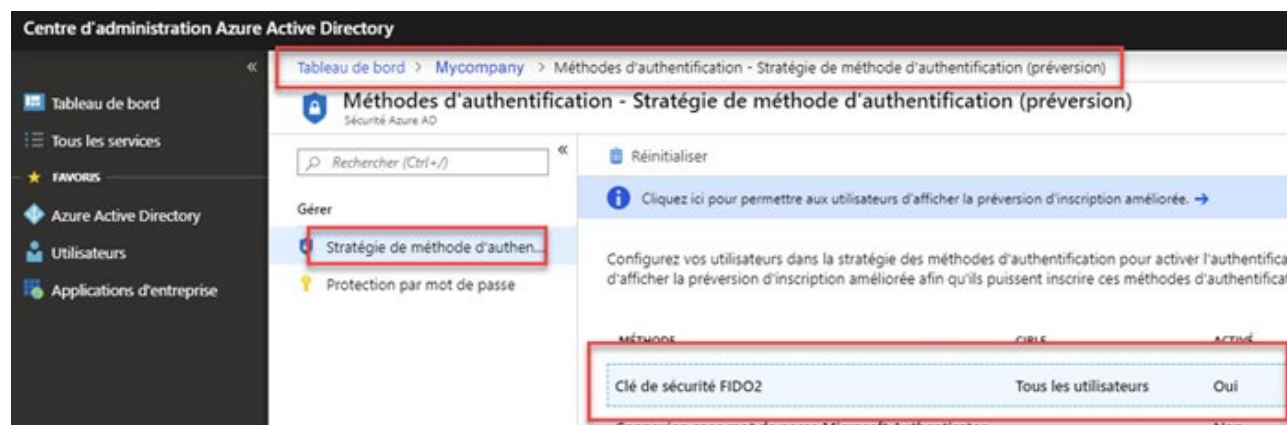 Centre d'administration Azure Active Directory
«
Tableau de bord > Mycompany > Méthodes d'authentification - Stratégie de méthode d'authentification (préversion)
Tableau de bord
Tous les services
FAVORIS
Azure Active Directory
Utilisateurs
Applications d'entreprise
Méthodes d'authentification - Stratégie de méthode d'authentification (préversion)
Sécurité Azure AD
Rechercher (Ctrl+/)
«
Gérer
Stratégie de méthode d'authen...
Protection par mot de passe
Réinitialiser
Cliquez ici pour permettre aux utilisateurs d'afficher la préversion d'inscription améliorée. →
Configurez vos utilisateurs dans la stratégie des méthodes d'authentification pour activer l'authentifica
d'afficher la préversion d'inscription améliorée afin qu'ils puissent inscrire ces méthodes d'authentificat
MÉTHODE CIBLE ACTIVÉ
Clé de sécurité FIDO2 Tous les utilisateurs Oui